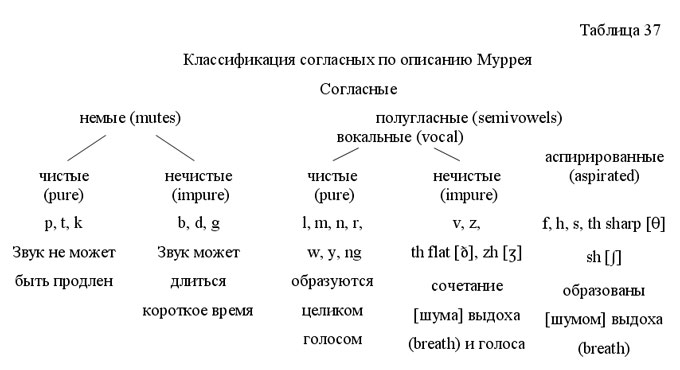 Таблица 37
Классификация согласных по описанию Муррея
Согласные
немые (mutes)
полугласные (semivowels)
вокальные (vocal)
чистые
(pure)
нечистые
(impure)
чистые
(pure)
нечистые
(impure)
аспирированные
(aspirated)
p, t, k
Звук не может
быть продлен
b, d, g
Звук может
длиться
короткое время
l, m, n, r,
w, y, ng
образуются
целиком
голосом
v, z,
th flat [ð], zh [ʒ]
сочетание
[шума] выдоха
(breath) и голоса
f, h, s, th sharp [θ]
sh [ʃ]
образованы
[шумом] выдоха
(breath)